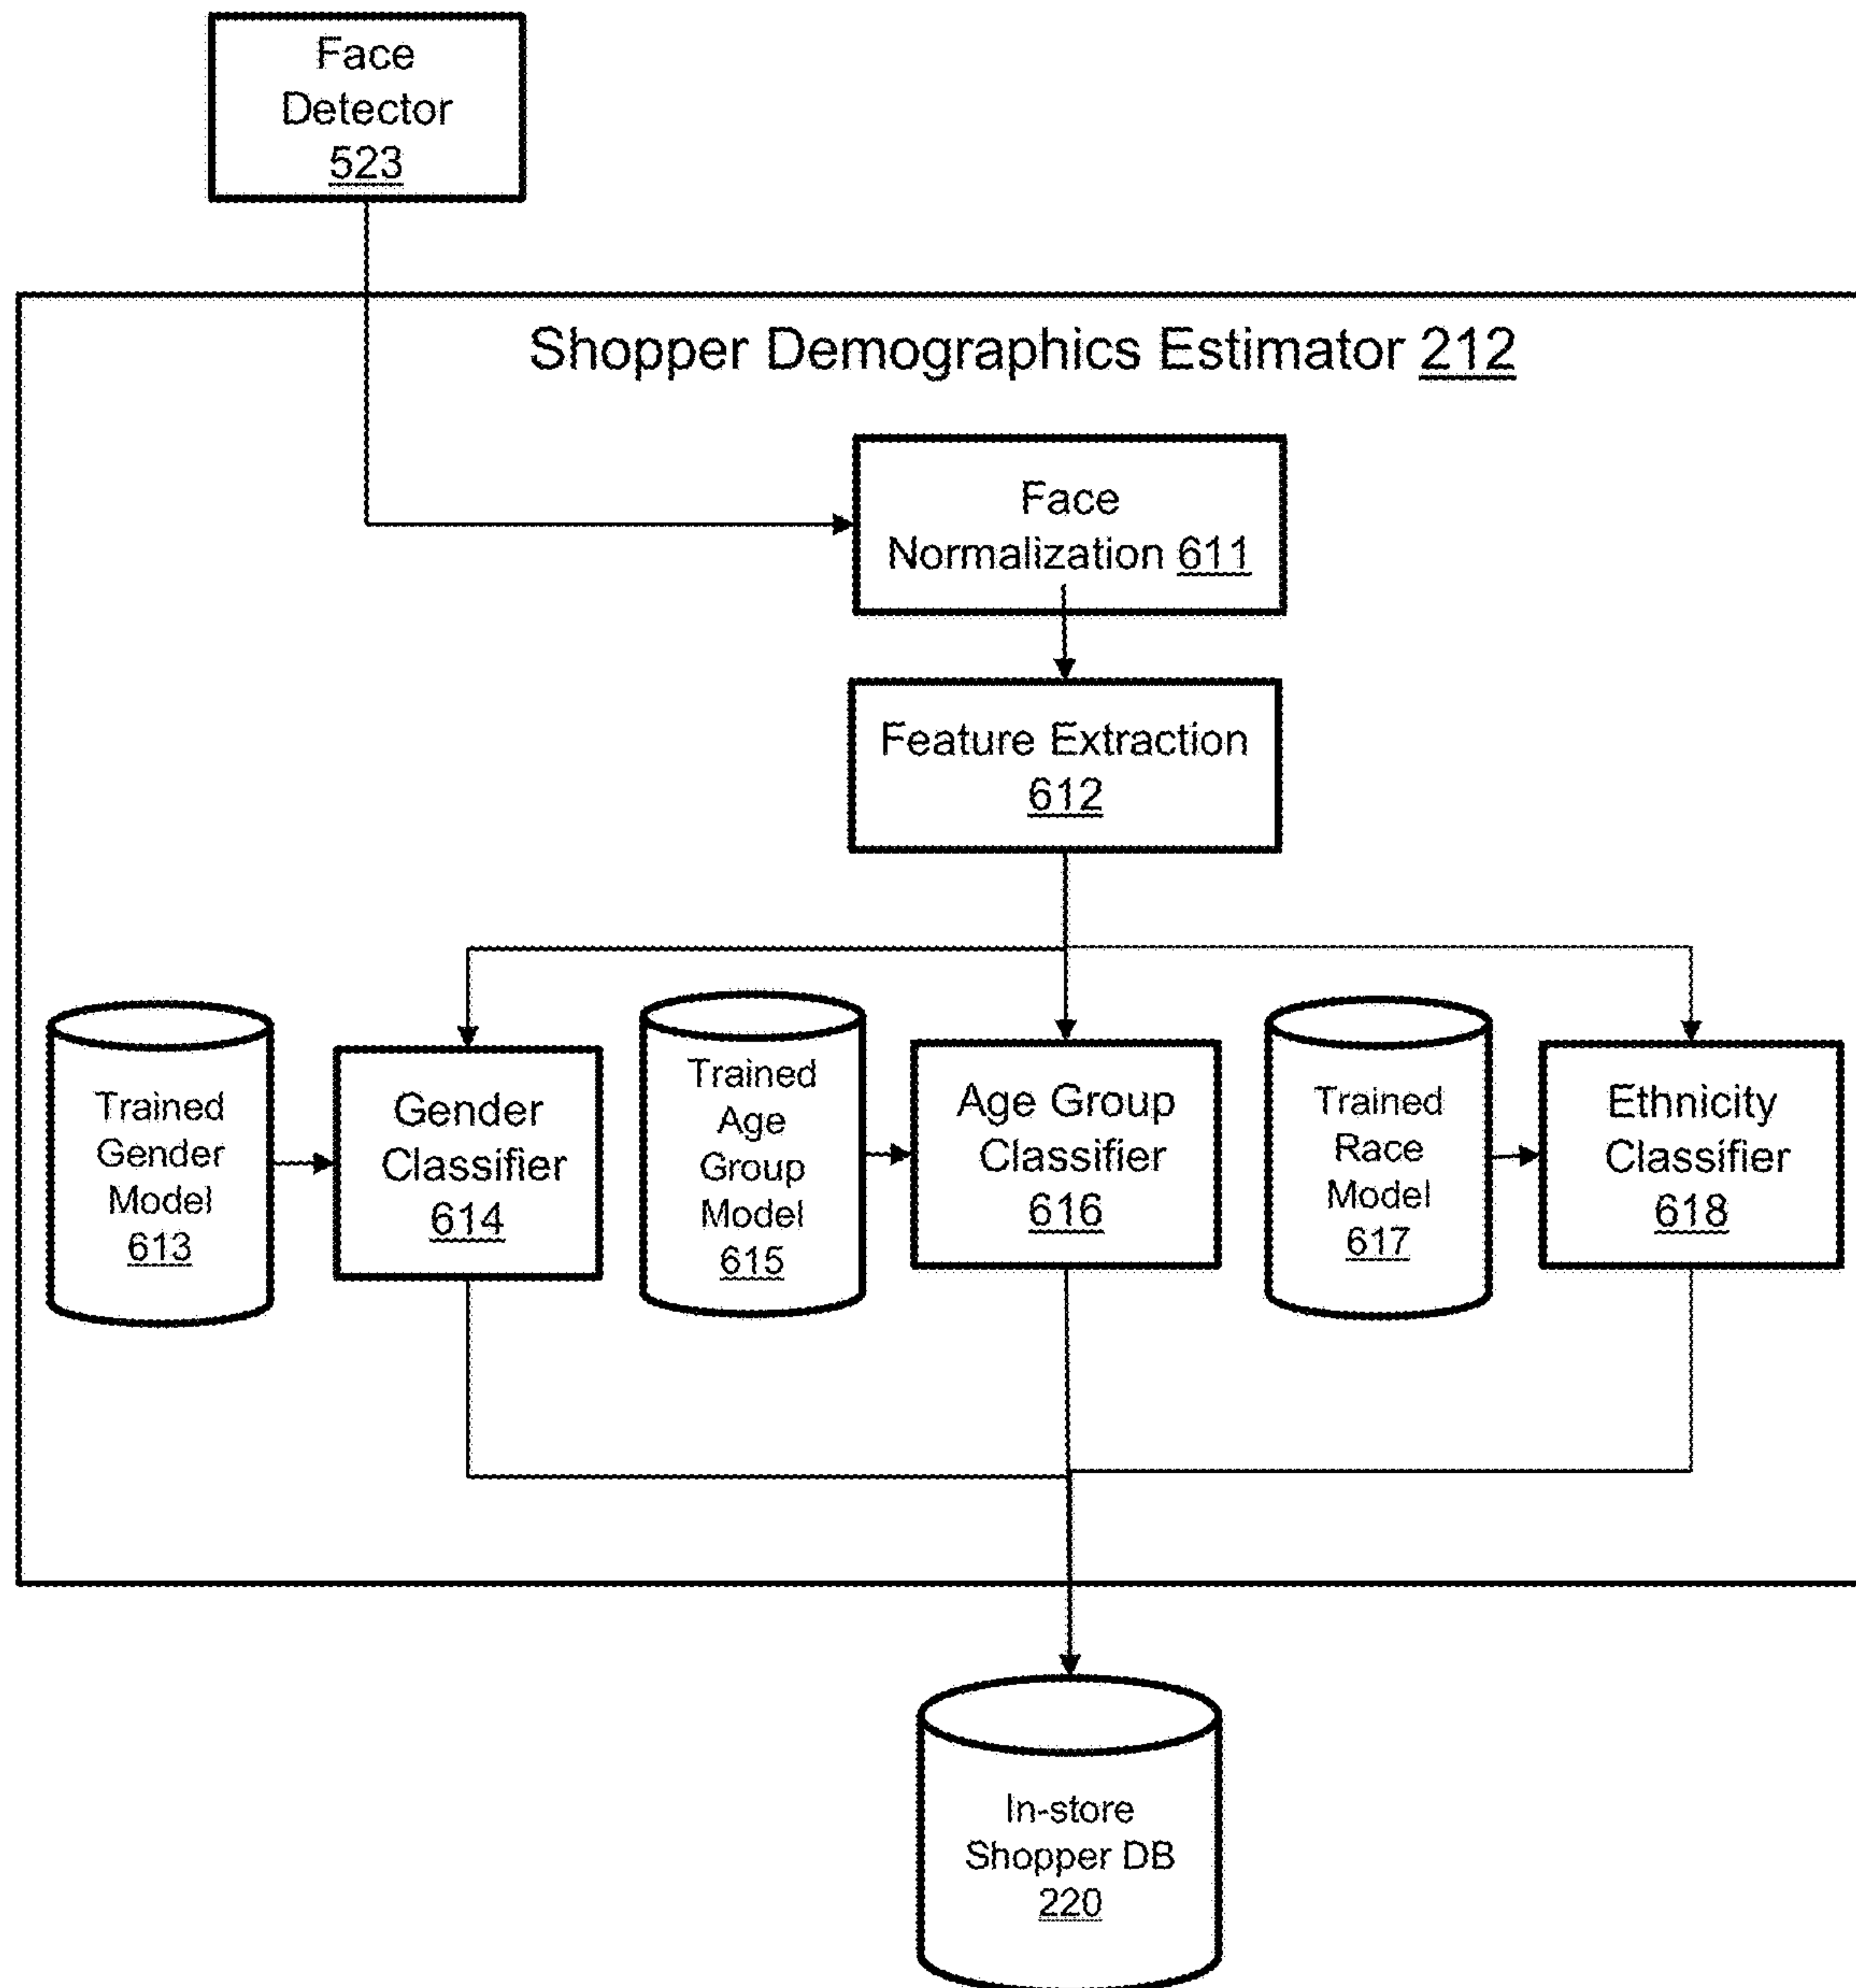 Face
Detector
523
Shopper Demographics Estimator 212
Face
Normalization 611
Feature Extraction
612
Trained
Gender
Model
613
Gender
Classifier
614
Trained
Age
Group
Model
615
Age Group
Classifier
616
Trained
Race
Model
617
Ethnicity
Classifier
618
In-store
Shopper DB
220